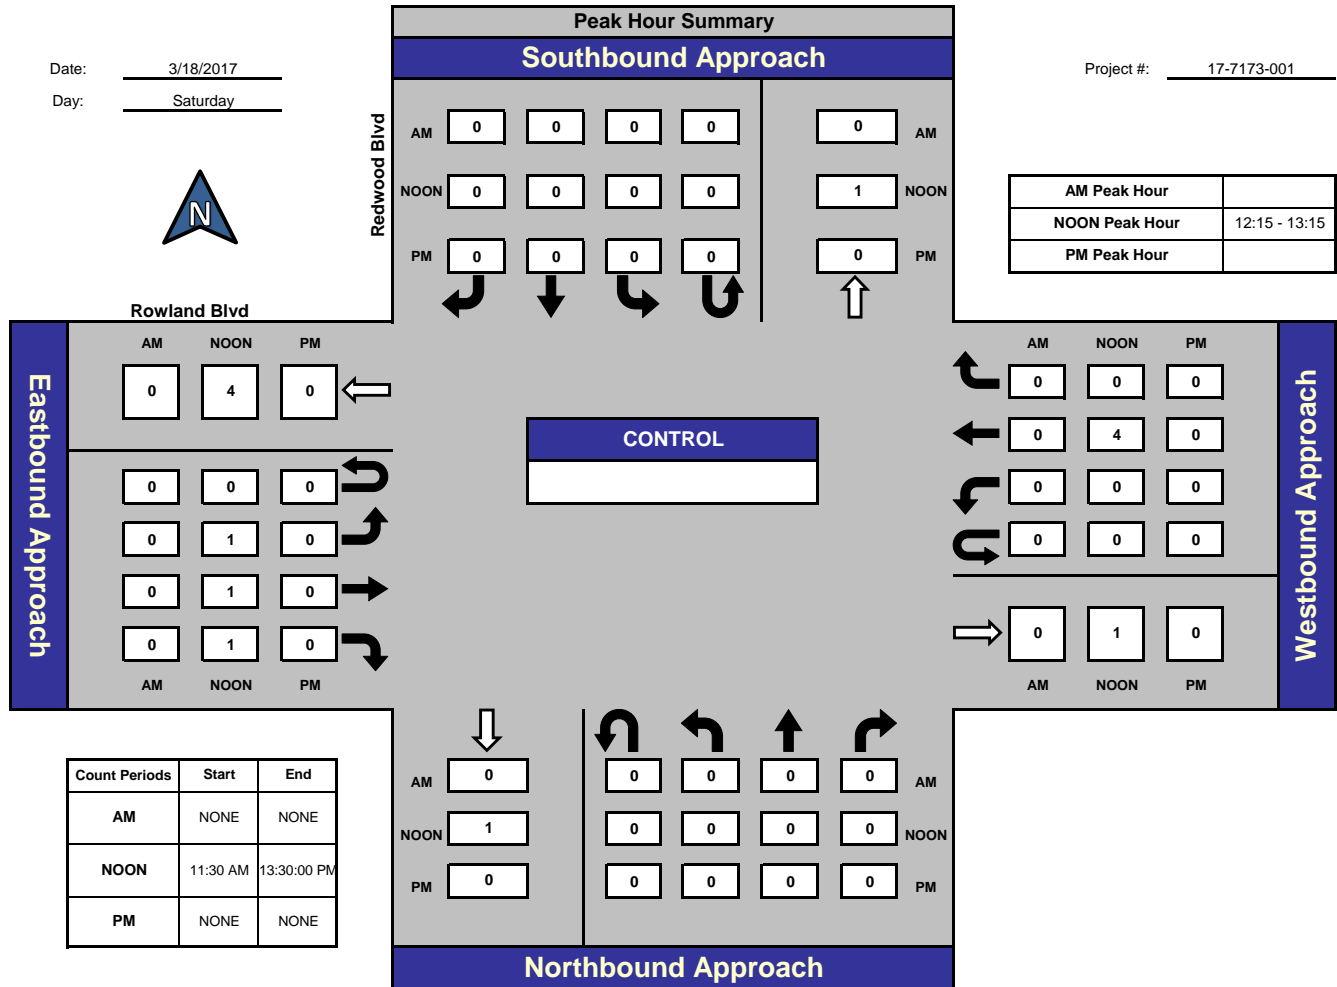 Peak Hour Summary
Southbound Approach
Date: 3/18/2017
Day: Saturday
Project #: 17-7173-001
N
Redwood Blvd
AM 0 0 0 0 0 AM
NOON 0 0 0 0 1 NOON
PM 0 0 0 0 0 PM
AM Peak Hour
NOON Peak Hour 12:15 - 13:15
PM Peak Hour
Rowland Blvd
Eastbound Approach
AM NOON PM
0 4 0
0 0 0
0 1 0
0 1 0
0 1 0
AM NOON PM
CONTROL
AM NOON PM
0 0 0
0 4 0
0 0 0
0 0 0
0 1 0
AM NOON PM
Westbound Approach
Count Periods Start End
AM NONE NONE
NOON 11:30 AM 13:30:00 PM
PM NONE NONE
AM 0 0 0 0 0 AM
NOON 1 0 0 0 0 NOON
PM 0 0 0 0 0 PM
Northbound Approach